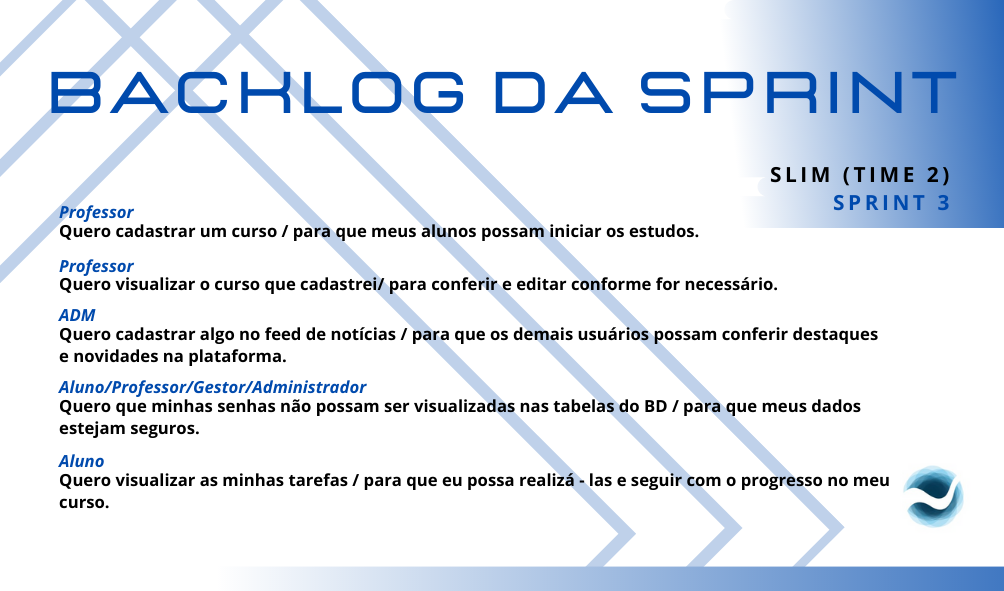 BACKLOG DA SPRINT
SLIM (TIME 2)
SPRINT 3
Professor
Quero cadastrar um curso / para que meus alunos possam iniciar os estudos.
Professor
Quero visualizar o curso que cadastrei/ para conferir e editar conforme for necessário.
ADM
Quero cadastrar algo no feed de notícias / para que os demais usuários possam conferir destaques
e novidades na plataforma.
Aluno/Professor/Gestor/Administrador
Quero que minhas senhas não possam ser visualizadas nas tabelas do BD / para que meus dados
estejam seguros.
Aluno
Quero visualizar as minhas tarefas / para que eu possa realizá - las e seguir com o progresso no meu
curso.